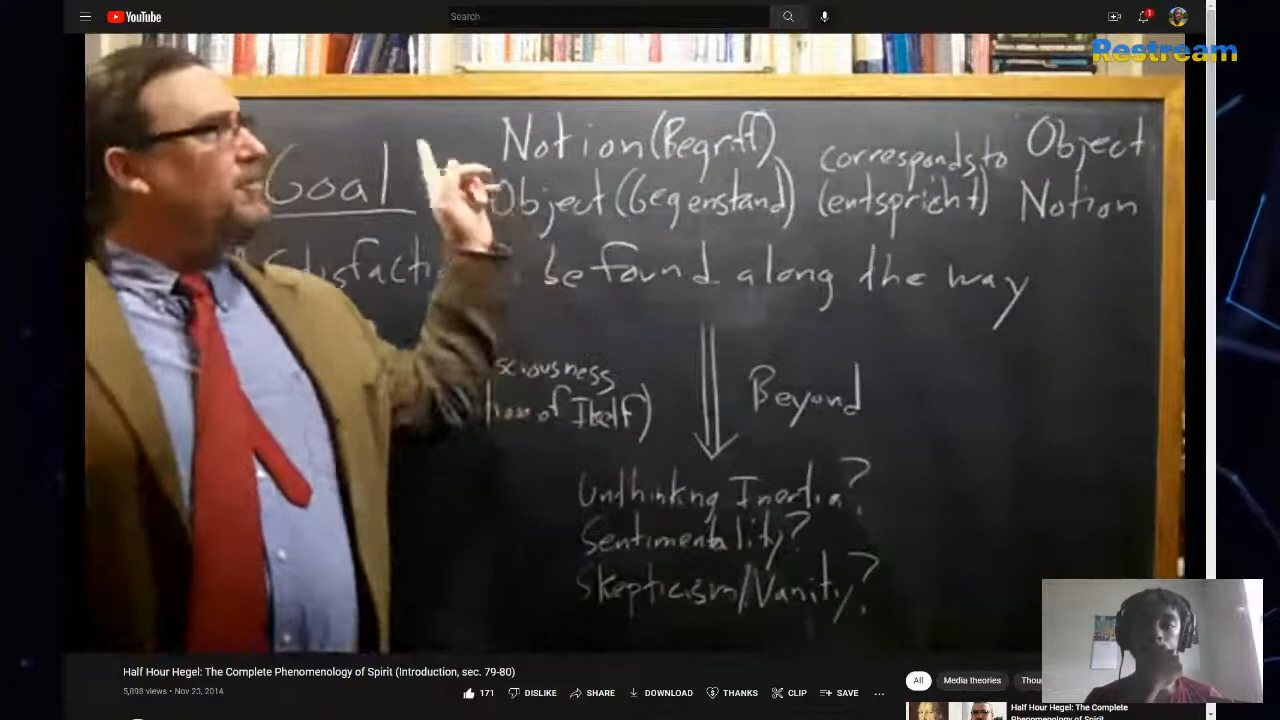 YouTube
Search
1
Restream
Goal
Notion (Begriff) corresponds to Object
Object (Gegenstand) (entspricht) Notion
be found along the way
Itself)
Beyond
Unthinking Inertia?
Sentimentality?
Skepticism/Vanity?
Half Hour Hegel: The Complete Phenomenology of Spirit (Introduction, sec. 79-80)
5,898 views • Nov 23, 2014
171
DISLIKE
SHARE
DOWNLOAD
THANKS
CLIP
SAVE
All
Media theories
Half Hour Hegel: The Complete